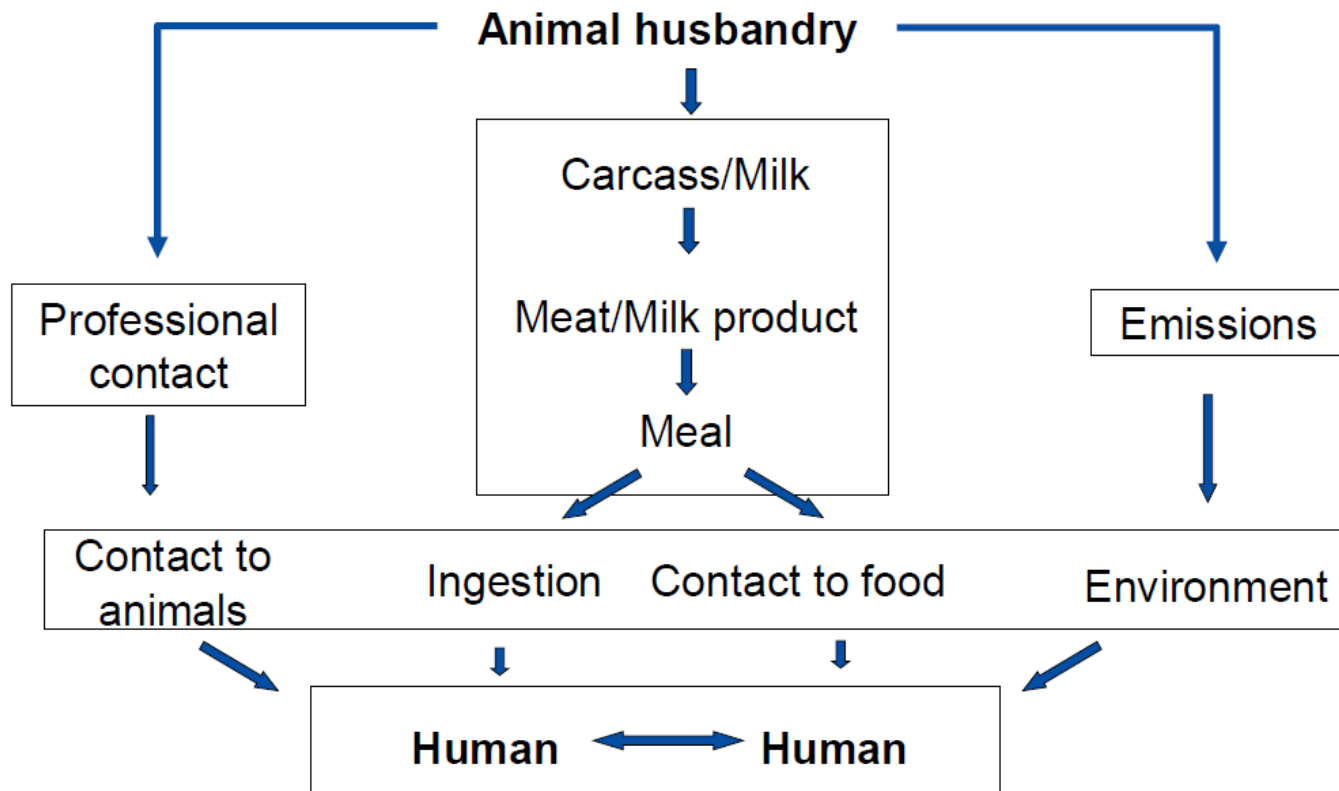 Animal husbandry
Carcass/Milk
Professional
contact
Meat/Milk product
Emissions
Meal
Contact to
animals
Ingestion
Contact to food
Environment
Human
Human